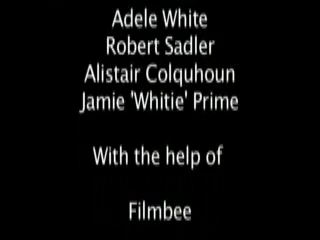 Adele White
Robert Sadler
Alistair Colquhoun
Jamie 'Whitie' Prime
With the help of
Filmbee